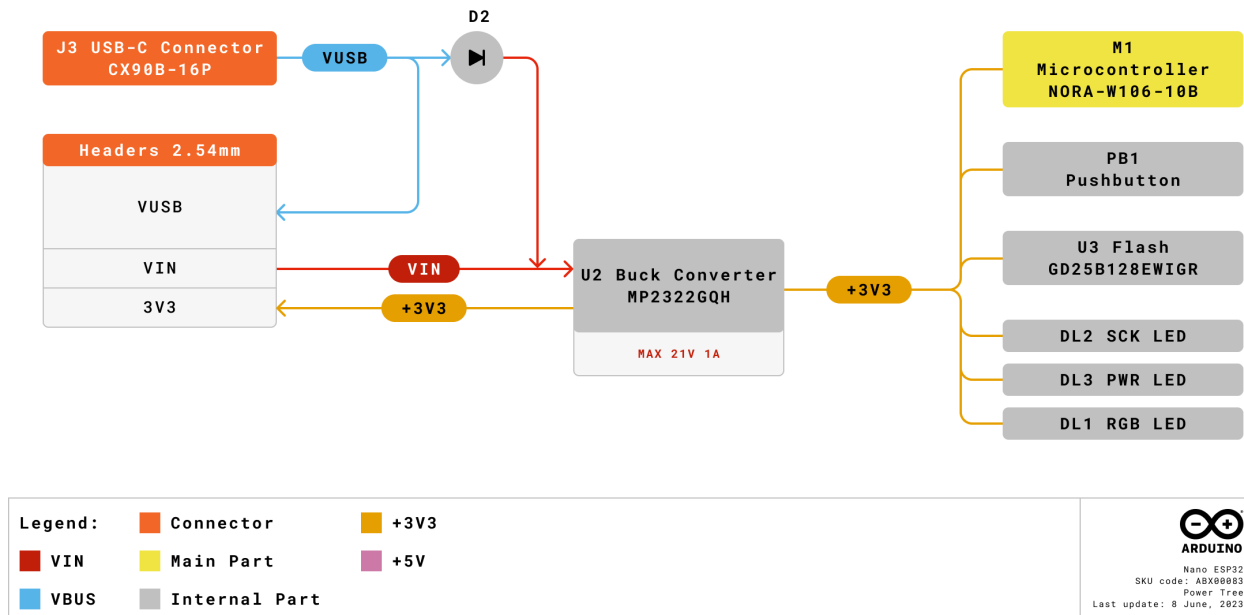 D2
J3 USB-C Connector
CX90B-16P
VUSB
Headers 2.54mm
VUSB
VIN
3V3
VIN
+3V3
U2 Buck Converter
MP2322GQH
MAX 21V 1A
+3V3
M1
Microcontroller
NORA-W106-10B
PB1
Pushbutton
U3 Flash
GD25B128EWIGR
DL2 SCK LED
DL3 PWR LED
DL1 RGB LED
Legend:
Connector
+3V3
VIN
Main Part
+5V
VBUS
Internal Part
ARDUINO
Nano ESP32
SKU code: ABX00083
Power Tree
Last update: 8 June, 2023